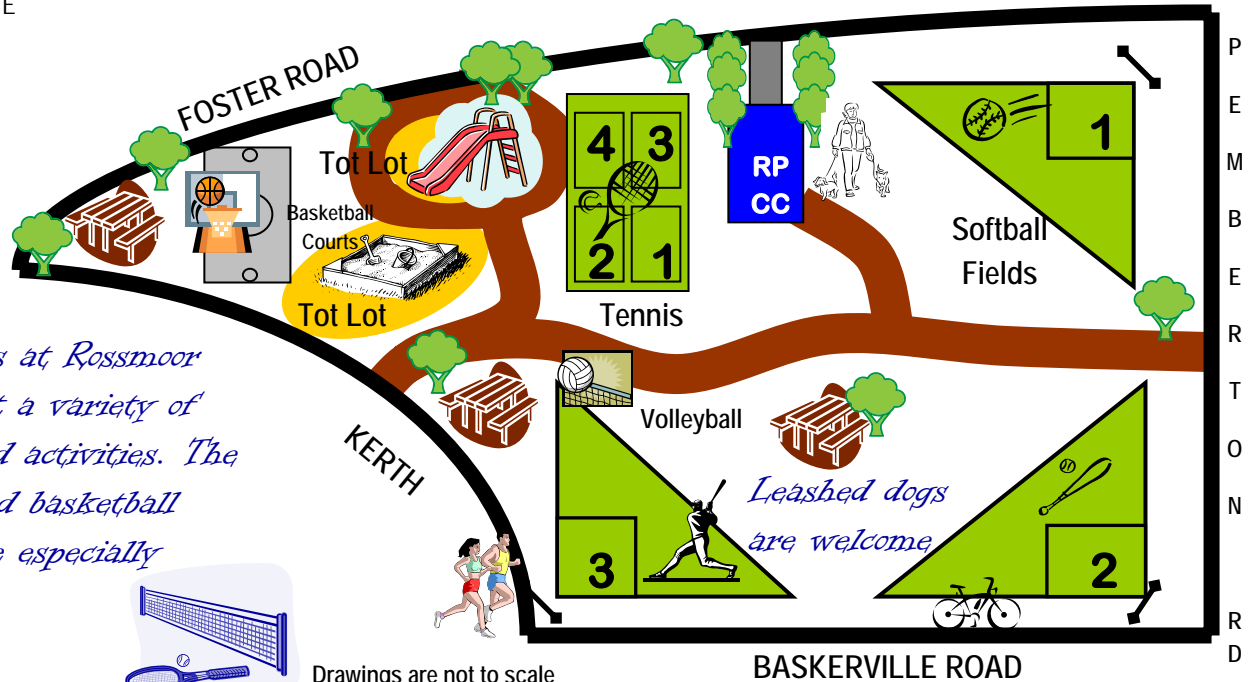 E
FOSTER ROAD
P
E
M
B
E
R
T
O
N
R
D
Tot Lot
Basketball
Courts
Tot Lot
4 3
2 1
Tennis
RP
CC
1
Softball
Fields
s at Rossmoor
t a variety of
d activities. The
d basketball
e especially
KERTH
Volleyball
Leashed dogs
are welcome
3
2
Drawings are not to scale
BASKERVILLE ROAD